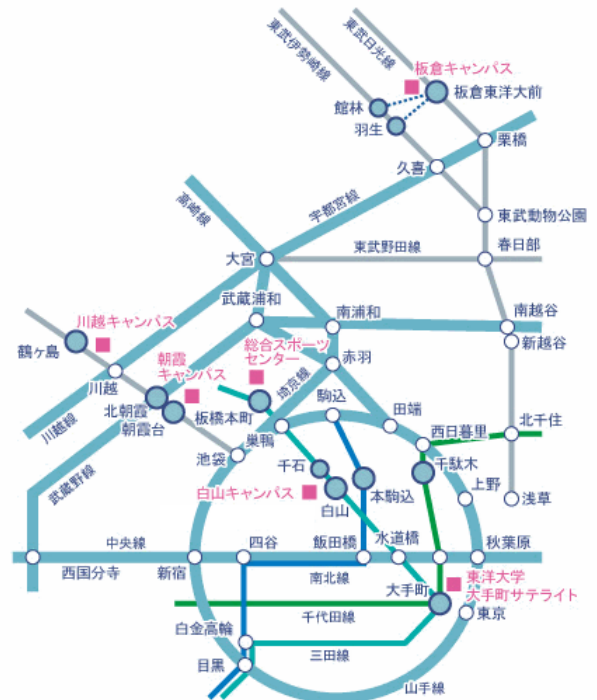 東武伊勢崎線
東武日光線
板倉キャンパス
板倉東洋大前
館林
羽生
栗橋
久喜
高崎線
宇都宮線
東武動物公園
大宮
東武野田線
春日部
武蔵浦和
南浦和
南越谷
新越谷
川越キャンパス
鶴ヶ島
総合スポーツ
センター
赤羽
朝霞
キャンパス
川越
埼京線
北朝霞
朝霞台
板橋本町
駒込
田端
川越線
巣鴨
西日暮里
北千住
池袋
千石
千駄木
武蔵野線
上野
浅草
白山キャンパス
白山
本駒込
水道橋
中央線
四谷
飯田橋
秋葉原
西国分寺
新宿
南北線
東洋大学
大手町サテライト
大手町
千代田線
東京
白金高輪
三田線
目黒
山手線